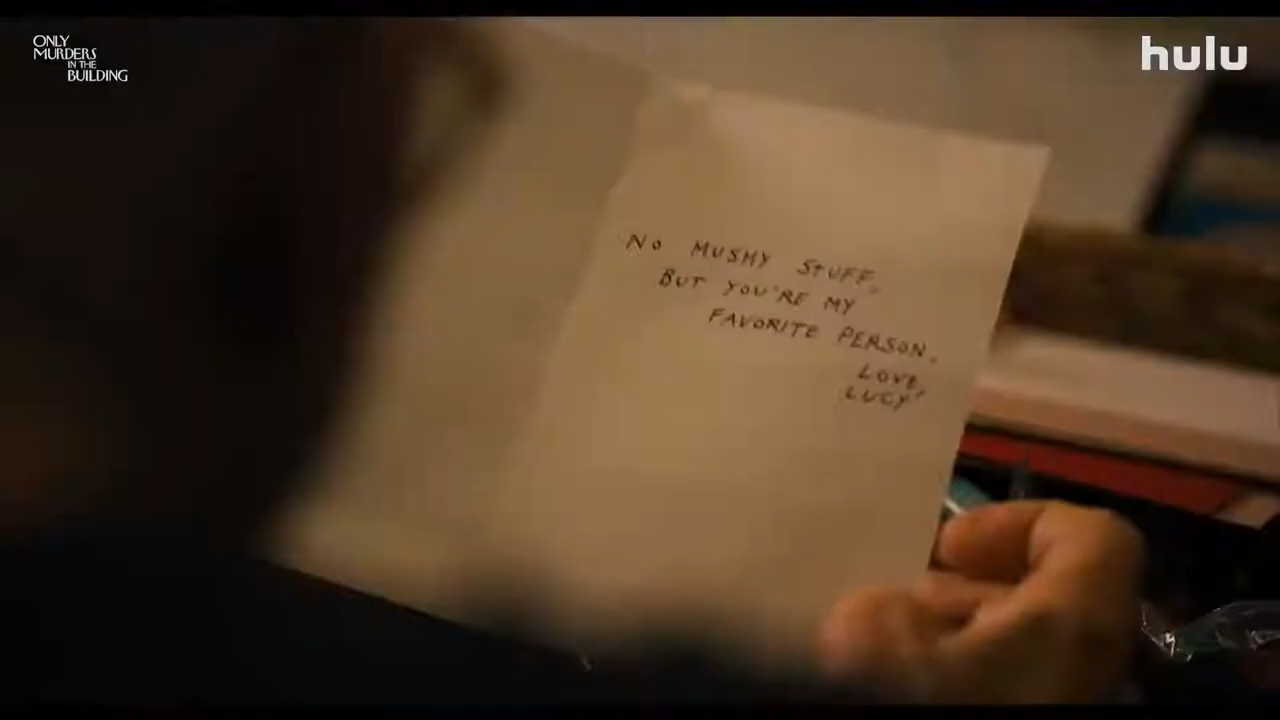 ONLY
MURDERS
IN THE
BUILDING
hulu
NO MUSHY STUFF,
BUT YOU'RE MY
FAVORITE PERSON.
LOVE,
LUCY